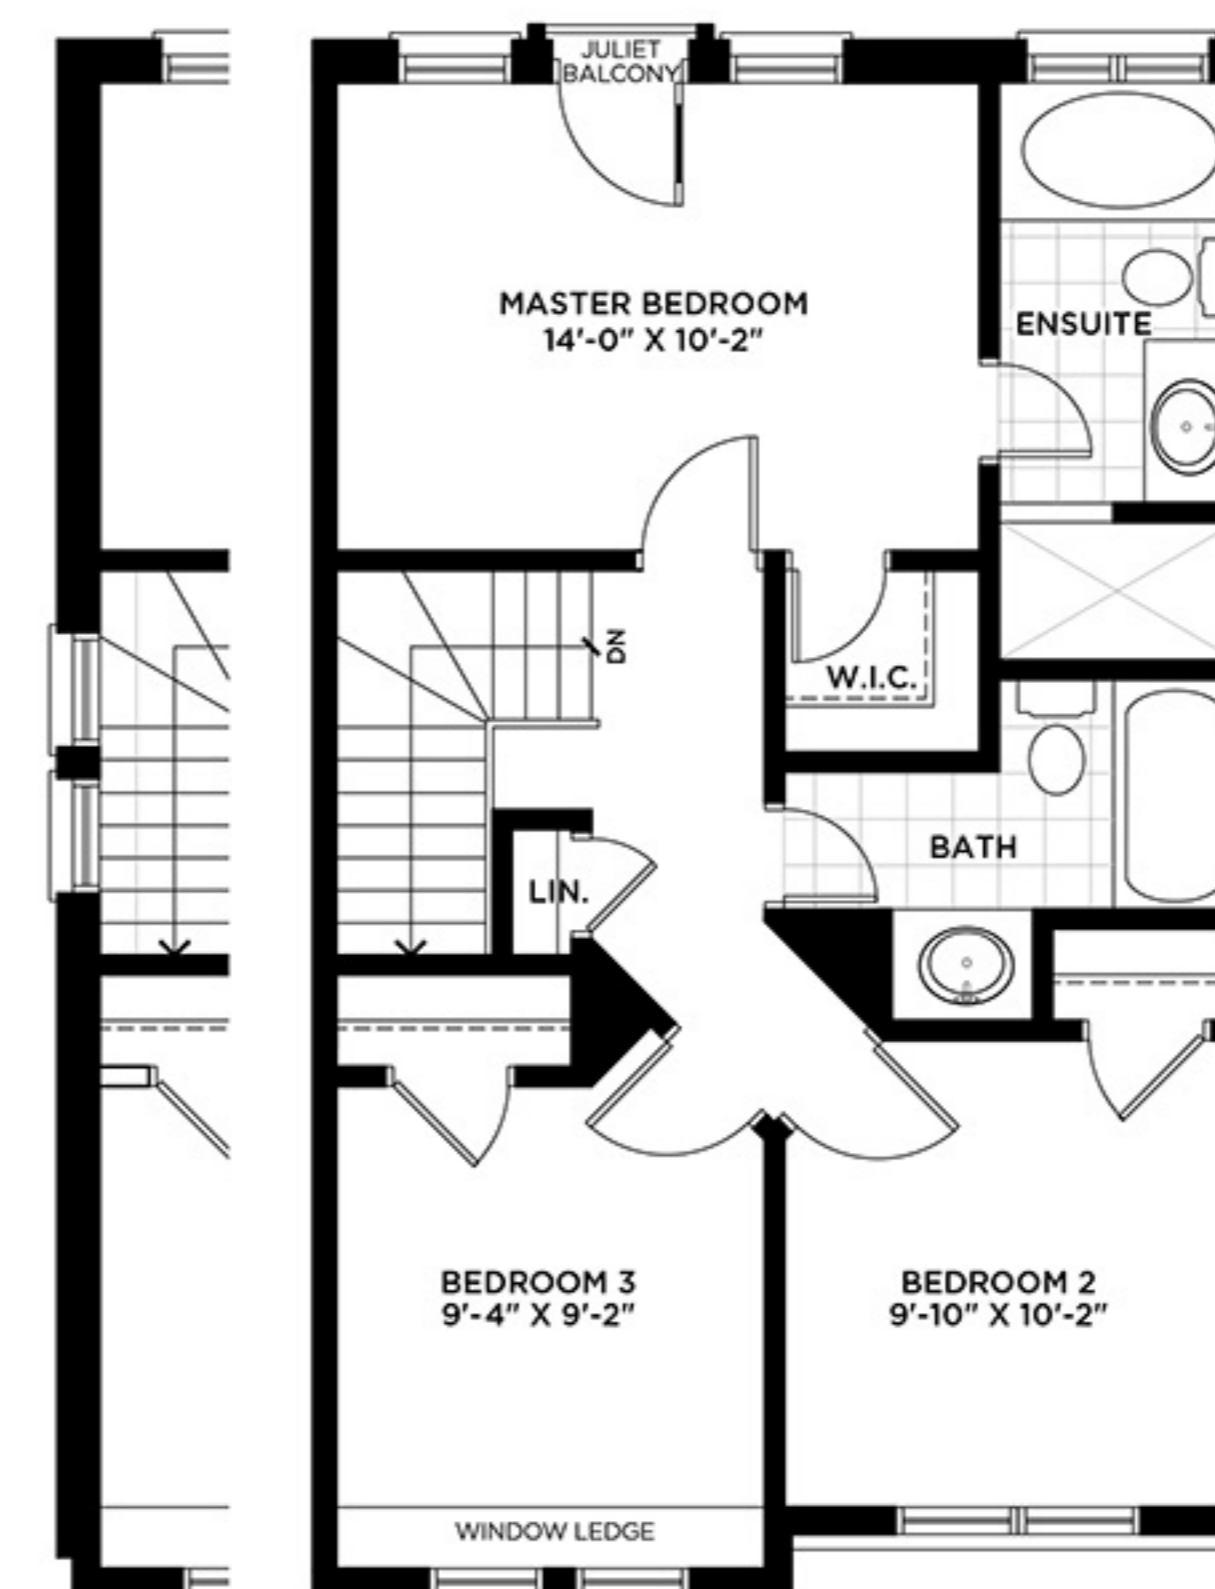 JULIET
BALCONY
MASTER BEDROOM
14'-0" X 10'-2"
ENSUITE
DN
W.I.C.
BATH
LIN.
BEDROOM 3
9'-4" X 9'-2"
BEDROOM 2
9'-10" X 10'-2"
WINDOW LEDGE